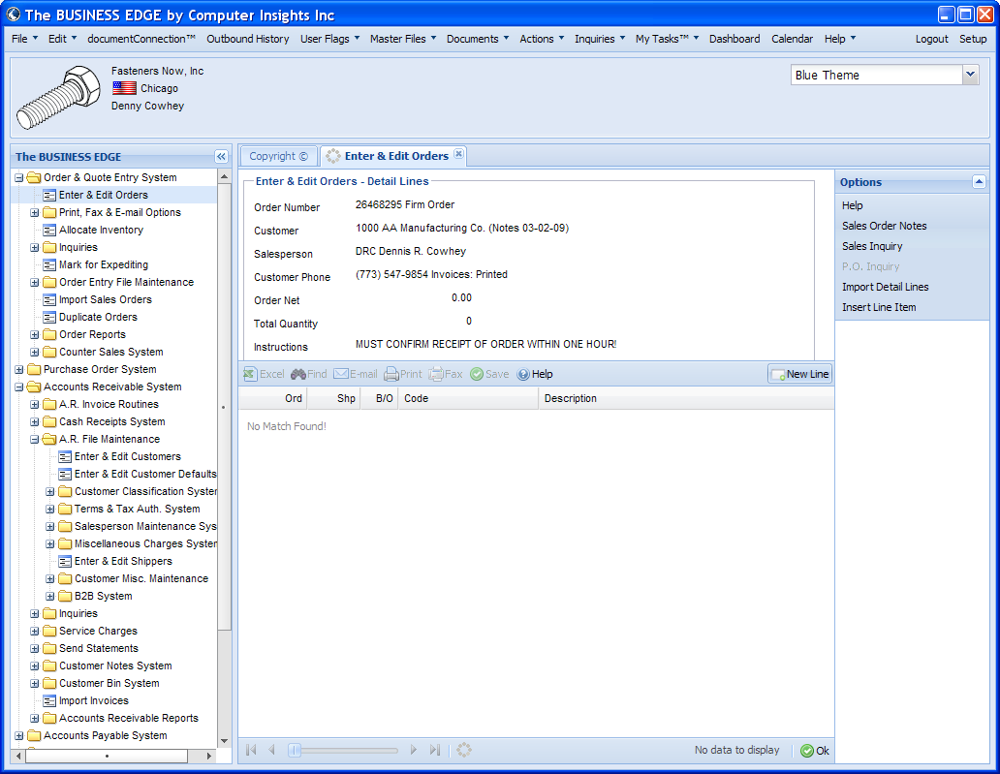 The BUSINESS EDGE by Computer Insights Inc
File Edit documentConnection™ Outbound History User Flags Master Files Documents Actions Inquiries My Tasks™ Dashboard Calendar Help Logout Setup
Fasteners Now, Inc
Chicago
Denny Cowhey
Blue Theme
The BUSINESS EDGE
Order & Quote Entry System
Enter & Edit Orders
Print, Fax & E-mail Options
Allocate Inventory
Inquiries
Mark for Expediting
Order Entry File Maintenance
Import Sales Orders
Duplicate Orders
Order Reports
Counter Sales System
Purchase Order System
Accounts Receivable System
A.R. Invoice Routines
Cash Receipts System
A.R. File Maintenance
Enter & Edit Customers
Enter & Edit Customer Defaults
Customer Classification Syster
Terms & Tax Auth. System
Salesperson Maintenance Sys
Miscellaneous Charges Syster
Enter & Edit Shippers
Customer Misc. Maintenance
B2B System
Inquiries
Service Charges
Send Statements
Customer Notes System
Customer Bin System
Import Invoices
Accounts Receivable Reports
Accounts Payable System
Copyright © Enter & Edit Orders
Enter & Edit Orders - Detail Lines
Order Number 26468295 Firm Order
Customer 1000 AA Manufacturing Co. (Notes 03-02-09)
Salesperson DRC Dennis R. Cowhey
Customer Phone (773) 547-9854 Invoices: Printed
Order Net 0.00
Total Quantity 0
Instructions MUST CONFIRM RECEIPT OF ORDER WITHIN ONE HOUR!
Excel Find E-mail Print Fax Save Help New Line
Ord Shp B/O Code Description
No Match Found!
No data to display Ok
Options
Help
Sales Order Notes
Sales Inquiry
P.O. Inquiry
Import Detail Lines
Insert Line Item